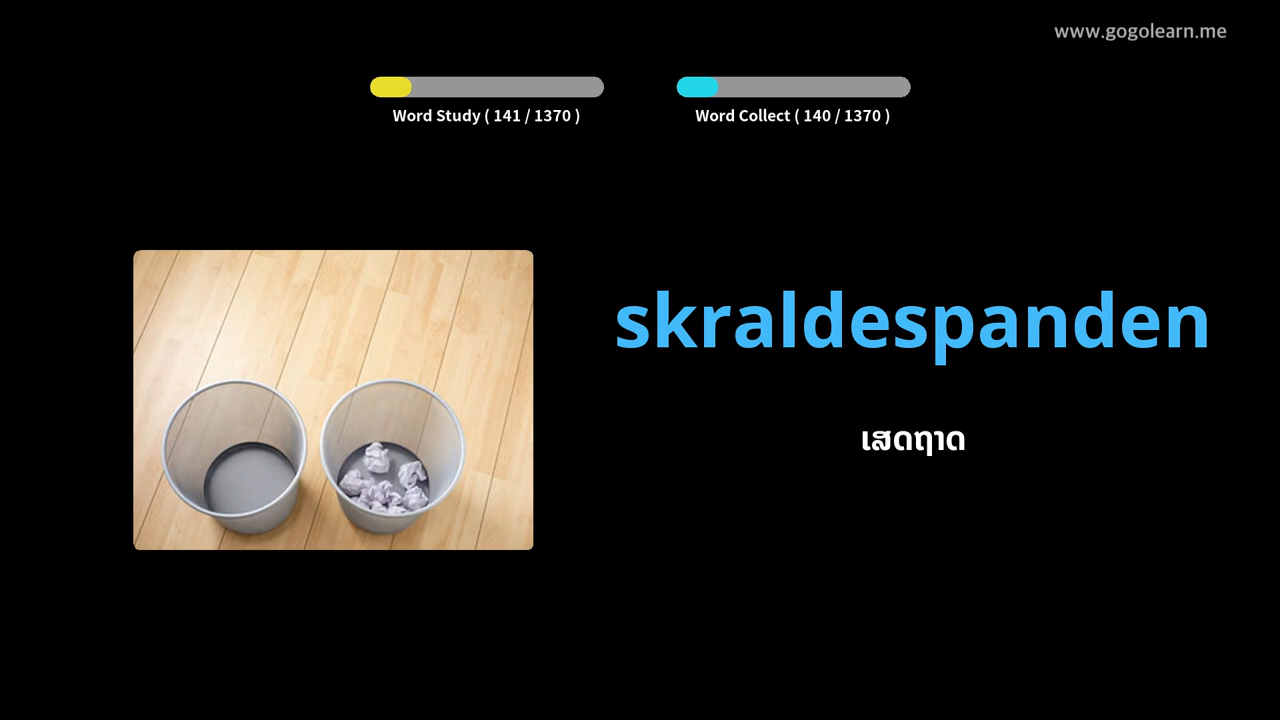 www.gogolearn.me
Word Study ( 141 / 1370 )
Word Collect ( 140 / 1370 )
skraldespanden
ເສດຖາດ